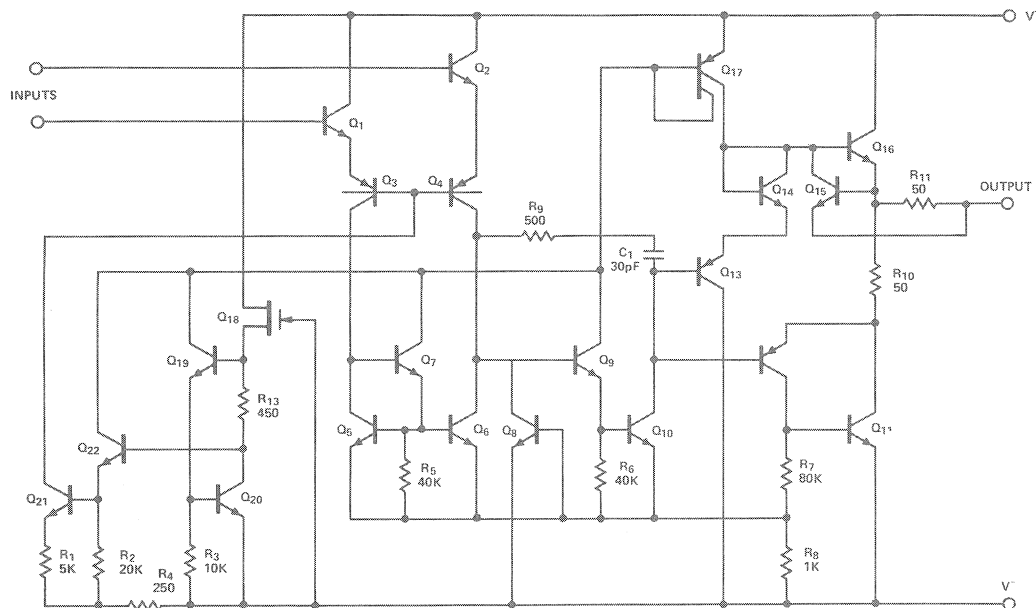 V
INPUTS
Q2
Q17
Q1
Q16
Q3
Q4
Q14
Q15
R11
50
OUTPUT
R9
500
C1
30pF
Q13
R10
50
Q18
Q19
Q7
Q9
R13
450
Q22
Q5
Q6
Q8
Q10
Q11
R5
40K
R6
40K
R7
80K
Q21
Q20
R1
5K
R2
20K
R4
250
R3
10K
R8
1K
V-